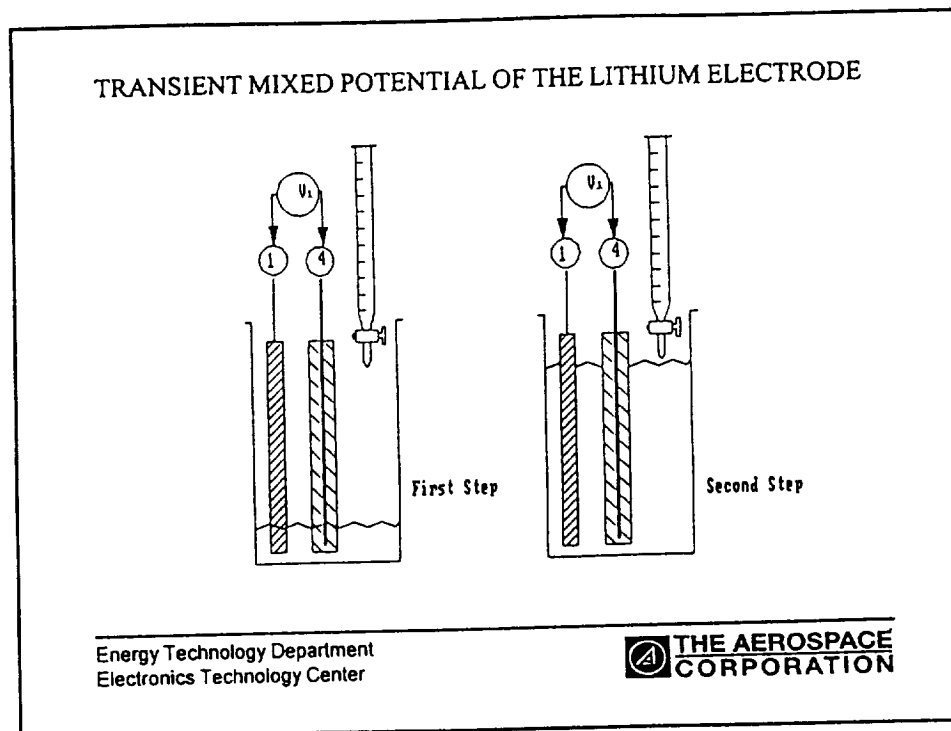 TRANSIENT MIXED POTENTIAL OF THE LITHIUM ELECTRODE
V₁
V₁
1
4
1
4
First Step
Second Step
Energy Technology Department
Electronics Technology Center
THE AEROSPACE
CORPORATION